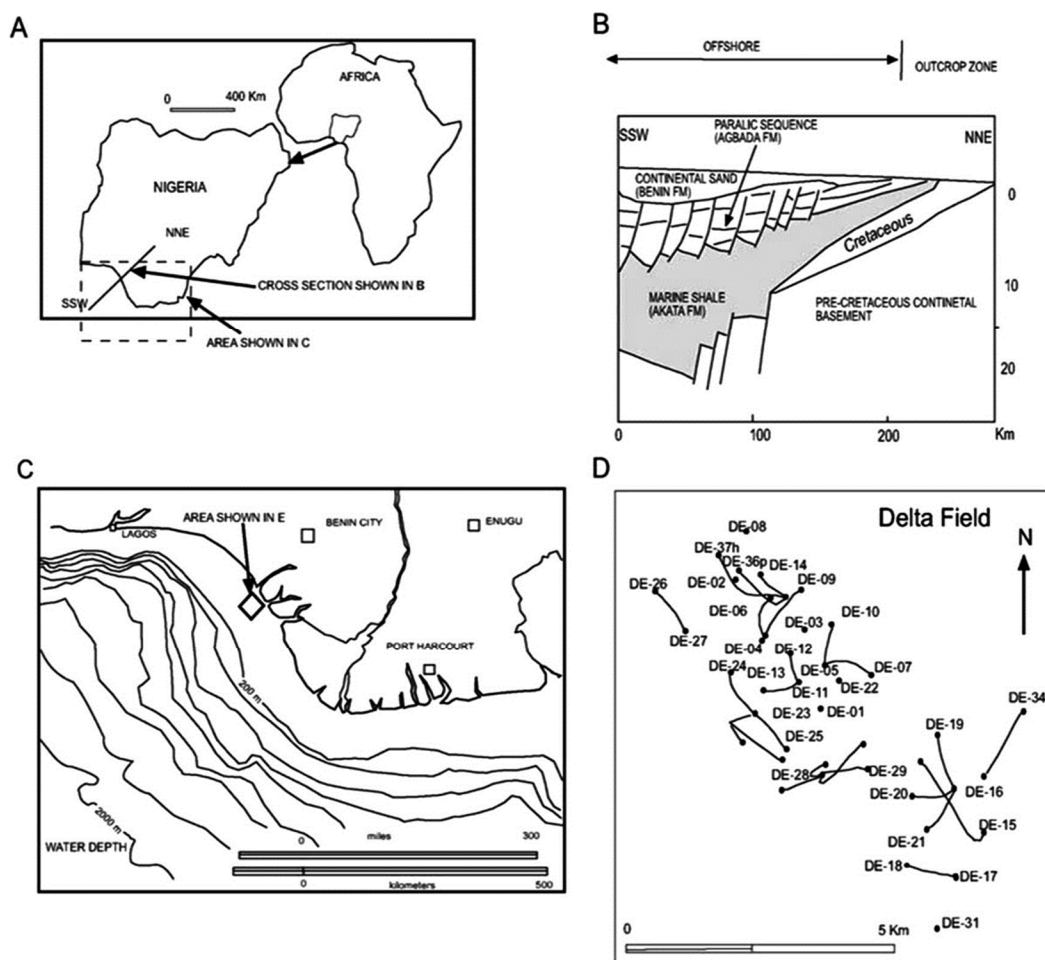 A
AFRICA
0 400 Km
NIGERIA
NNE
CROSS SECTION SHOWN IN B
SSW
AREA SHOWN IN C
B
OFFSHORE
OUTCROP ZONE
SSW
PARALIC SEQUENCE
(AGBADA FM)
NNE
CONTINENTAL SAND
(BENIN FM)
0
Cretaceous
MARINE SHALE
(AKATA FM)
10
PRE-CRETACEOUS CONTINETAL
BASEMENT
20
0 100 200 Km
C
AREA SHOWN IN E
BENIN CITY
ENUGU
LAGOS
PORT HARCOURT
200 m
2000 m
WATER DEPTH
miles
0 300
0 500
kilometers
D
Delta Field
N
DE-08
DE-37h
DE-36p
DE-14
DE-26
DE-02
DE-09
DE-06
DE-03
DE-10
DE-27
DE-04
DE-12
DE-24
DE-13
DE-05
DE-07
DE-11
DE-22
DE-23
DE-01
DE-34
DE-19
DE-25
DE-28
DE-29
DE-20
DE-16
DE-21
DE-15
DE-18
DE-17
DE-31
0 5 Km